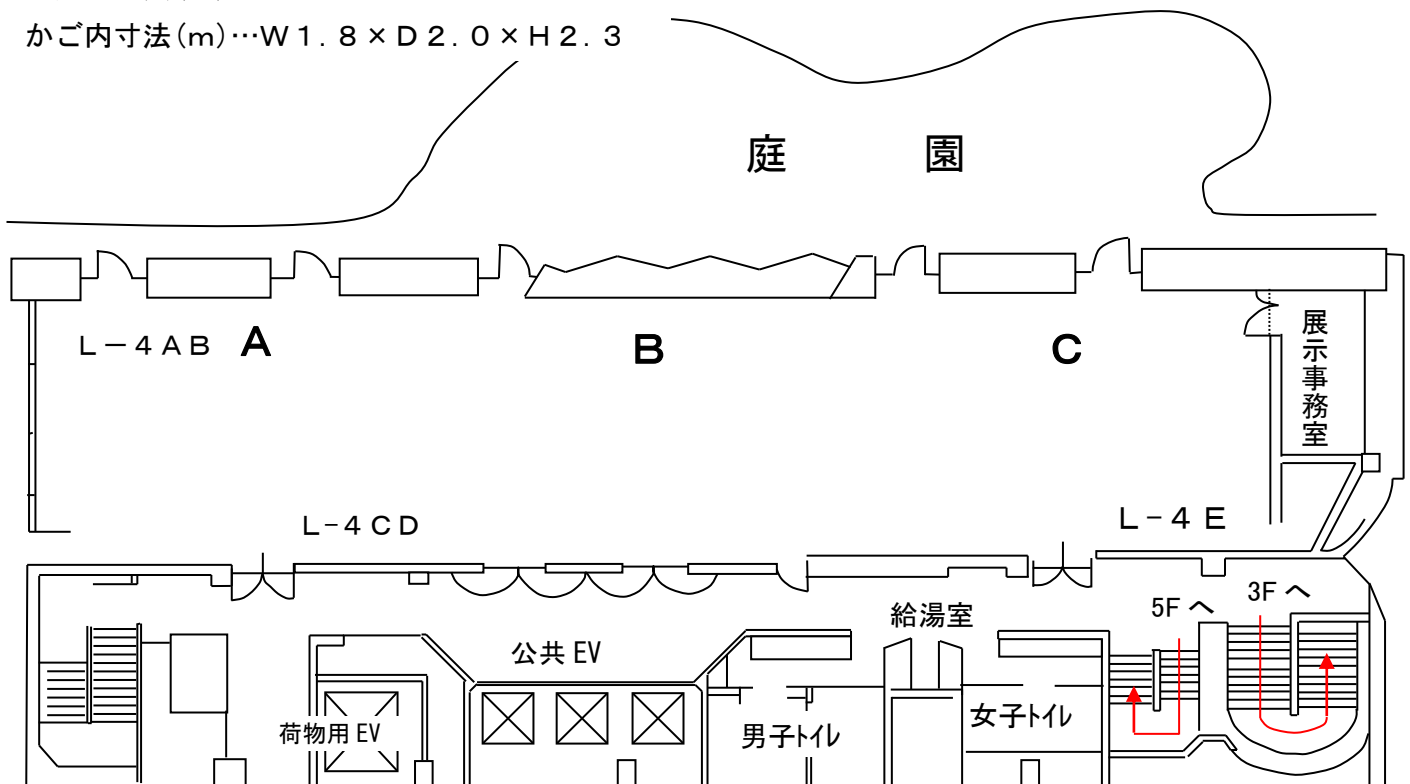 かご内寸法(m)…W１．８×D２．０×H２．３
庭　園
L－４AB
A
B
C
展示事務室
L-４CD
L-４E
5Fへ
3Fへ
給湯室
公共EV
荷物用EV
男子トイレ
女子トイレ